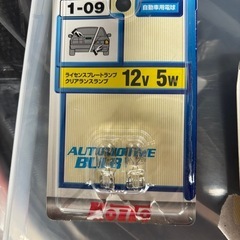 1-09
自動車用電球
ライセンスプレートランプ
クリアランスランプ
12V 5W
AUTOMOTIVE
BULB
Koito